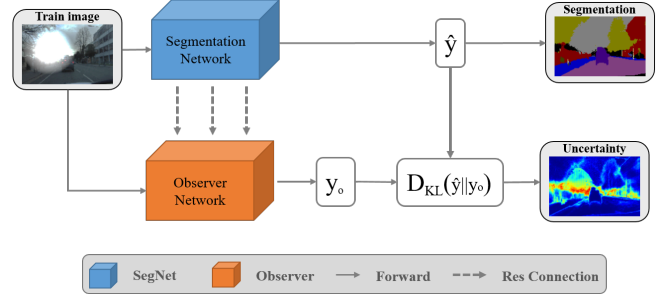 Train image
Segmentation
Network
ŷ
Segmentation
Observer
Network
yₒ
D_KL(ŷ||yₒ)
Uncertainty
SegNet
Observer
Forward
Res Connection